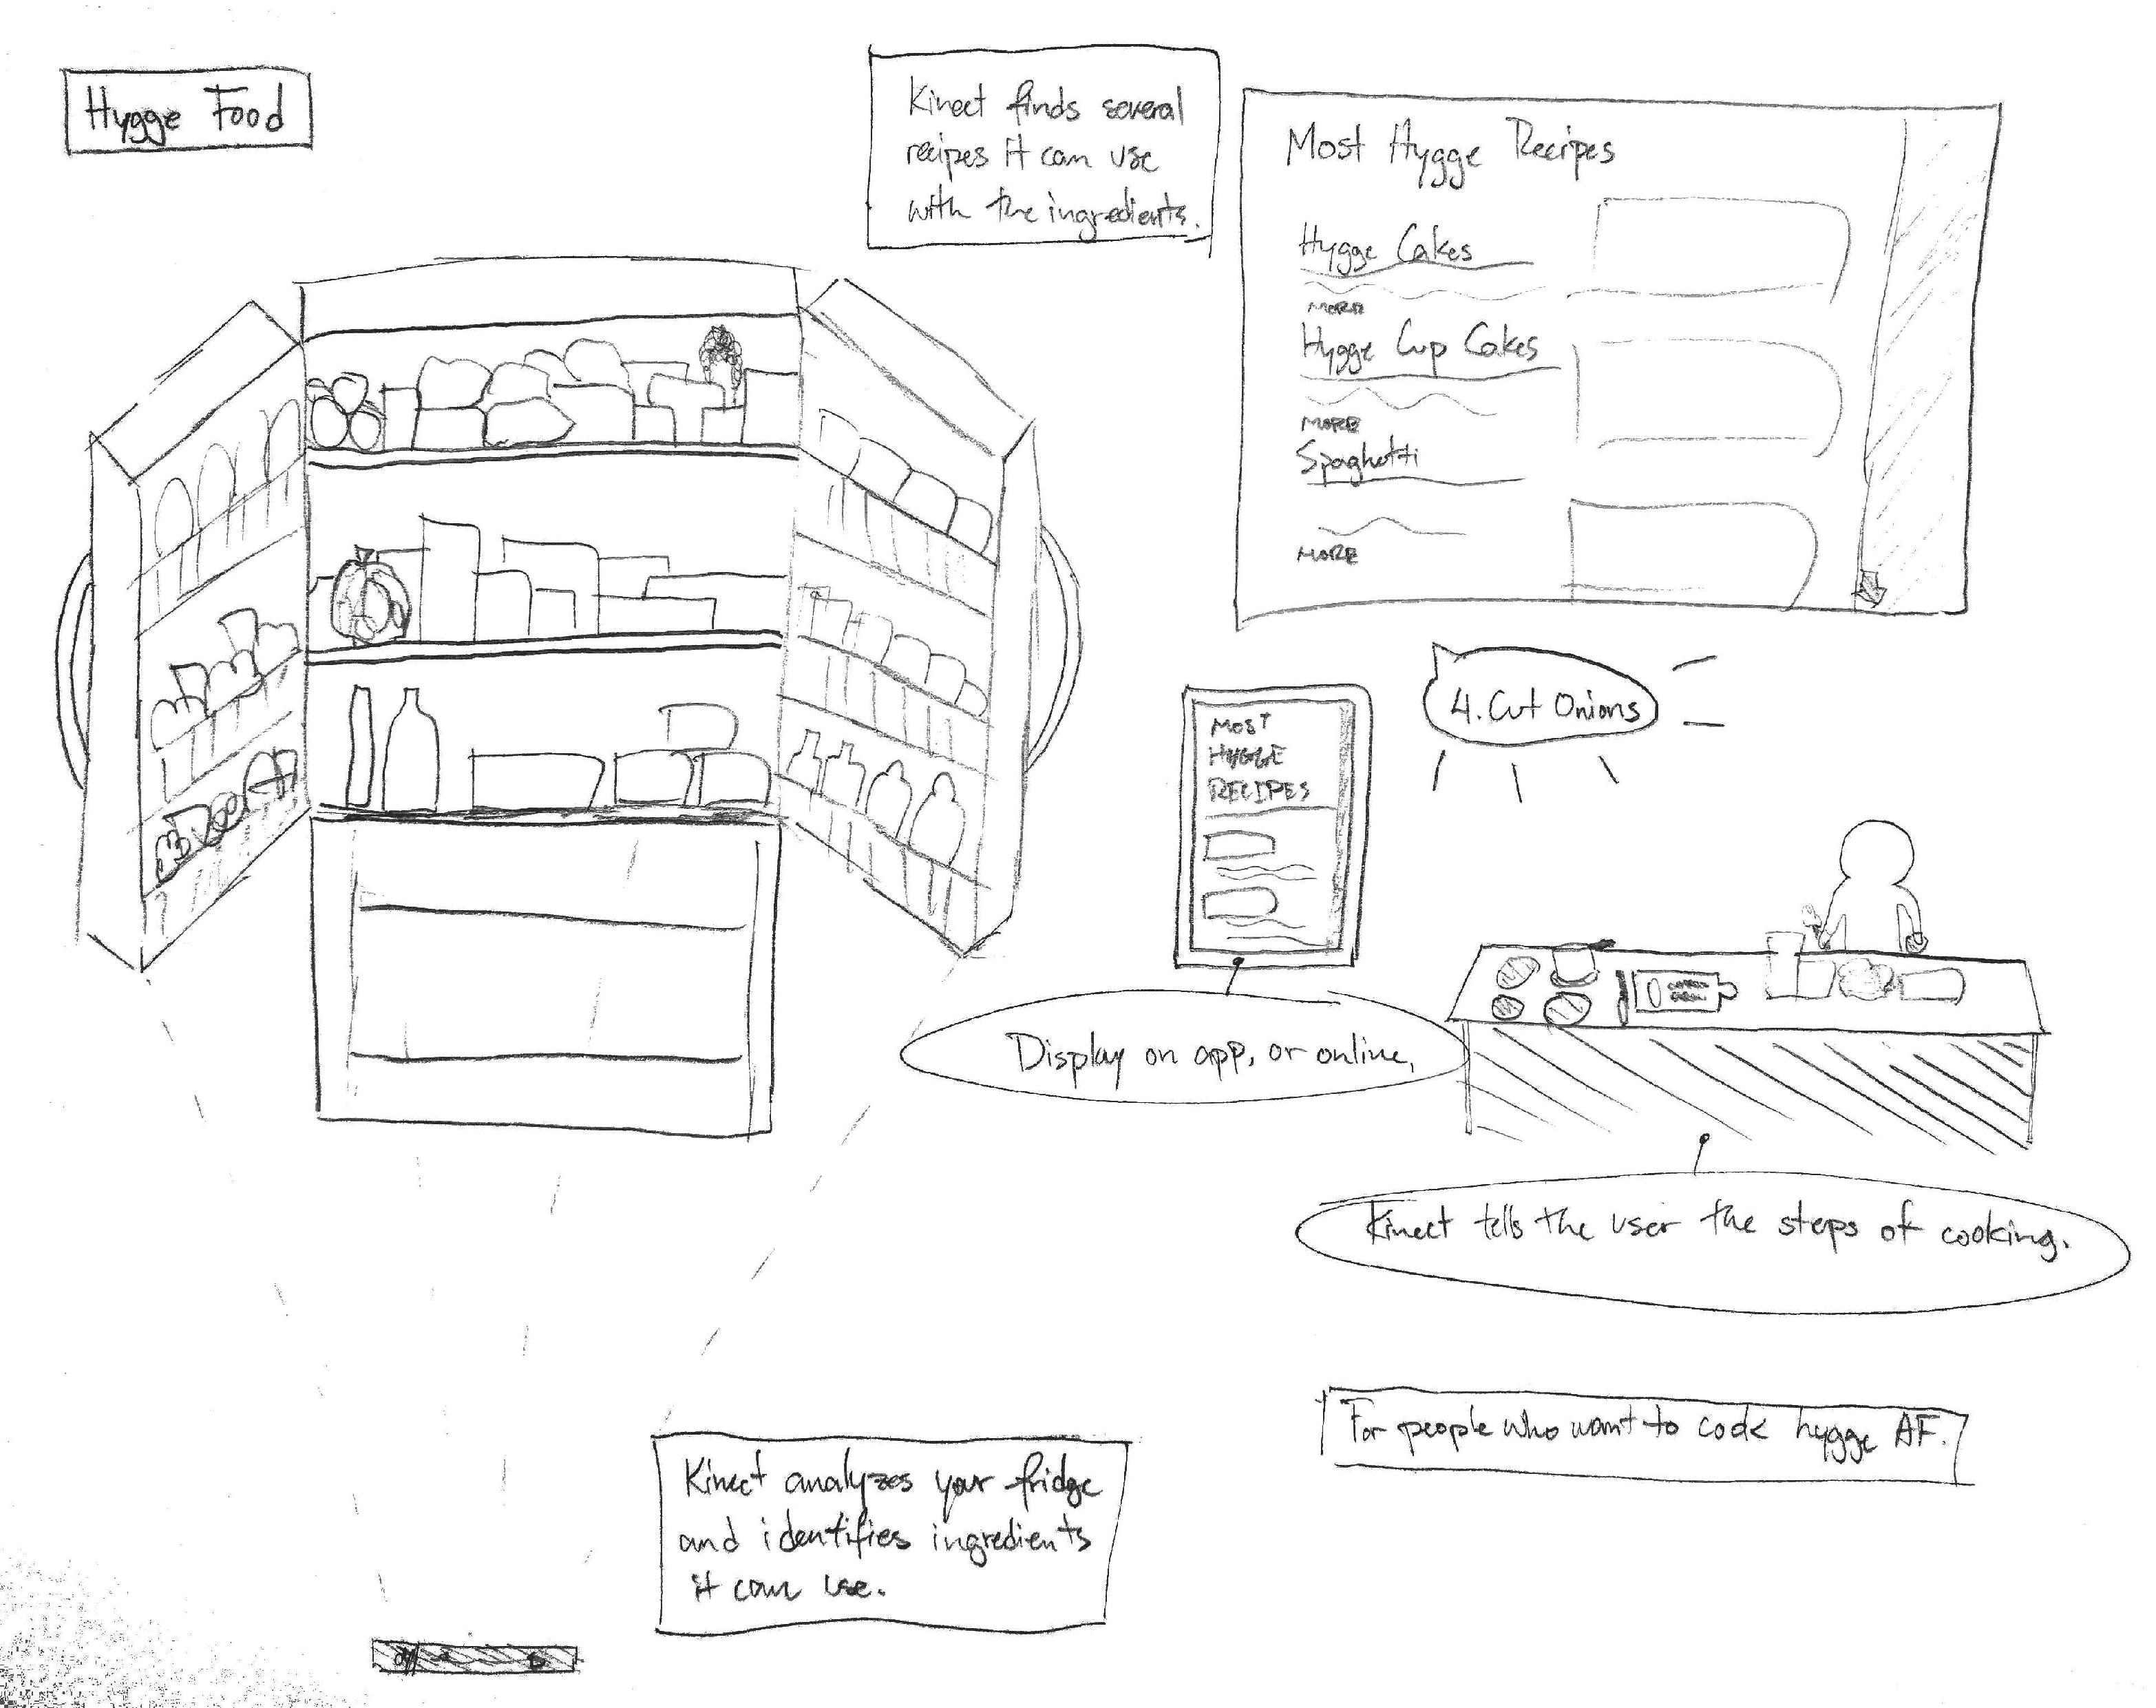 Hygge Food
Kinect finds several
recipes it can use
with the ingredients.
Most Hygge Recipes
Hygge Cakes
MORE
Hygge Cup Cakes
MORE
Spaghetti
MORE
4. Cut Onions
MOST
HYGGE
RECIPES
Display on app, or online,
Kinect tells the user the steps of cooking.
For people who want to cook hygge AF.
Kinect analyzes your fridge
and identifies ingredients
it can use.